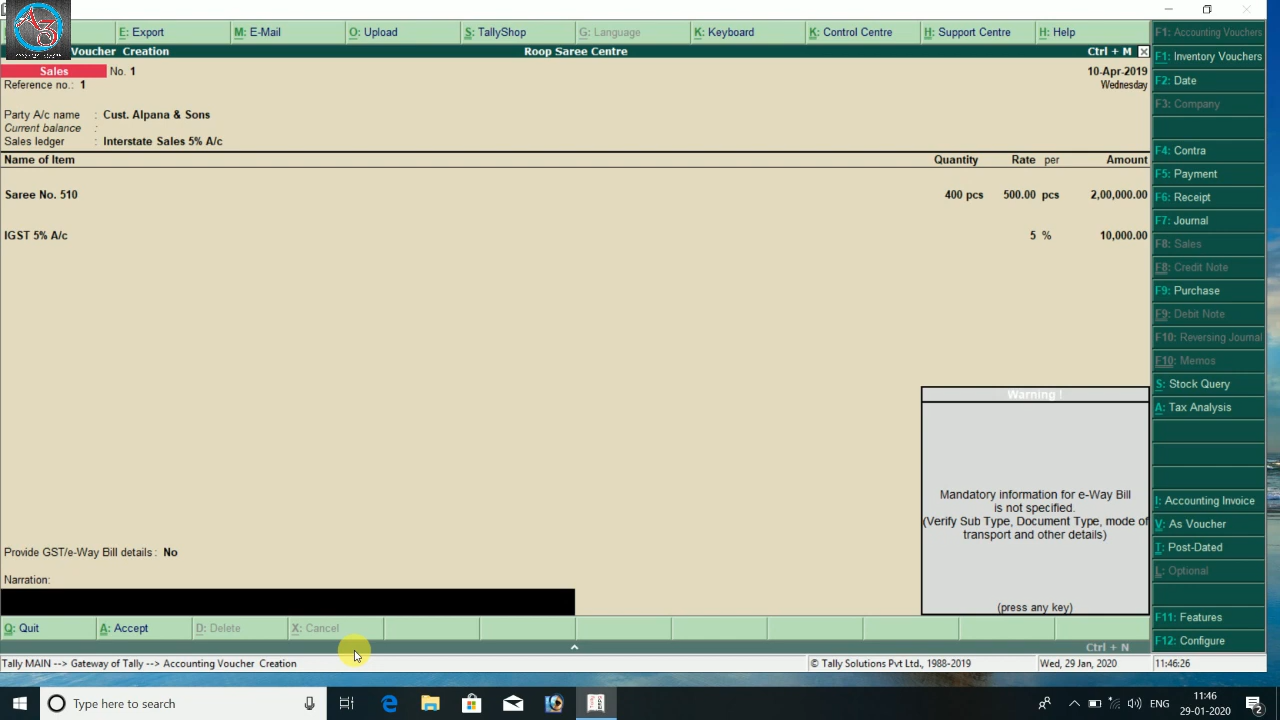 E: Export
M: E-Mail
O: Upload
S: TallyShop
G: Language
K: Keyboard
K: Control Centre
H: Support Centre
H: Help
Voucher Creation
Roop Saree Centre
Ctrl + M
Sales
No. 1
10-Apr-2019
Reference no.: 1
Wednesday
Party A/c name : Cust. Alpana & Sons
Current balance :
Sales ledger : Interstate Sales 5% A/c
Name of Item Quantity Rate per Amount
Saree No. 510 400 pcs 500.00 pcs 2,00,000.00
IGST 5% A/c 5 % 10,000.00
Warning !
Mandatory information for e-Way Bill
is not specified.
(Verify Sub Type, Document Type, mode of
transport and other details)
(press any key)
Provide GST/e-Way Bill details : No
Narration:
F1: Accounting Vouchers
F1: Inventory Vouchers
F2: Date
F3: Company
F4: Contra
F5: Payment
F6: Receipt
F7: Journal
F8: Sales
F8: Credit Note
F9: Purchase
F9: Debit Note
F10: Reversing Journal
F10: Memos
S: Stock Query
A: Tax Analysis
I: Accounting Invoice
V: As Voucher
T: Post-Dated
L: Optional
F11: Features
F12: Configure
Q: Quit
A: Accept
D: Delete
X: Cancel
Ctrl + N
Tally MAIN --> Gateway of Tally --> Accounting Voucher Creation
© Tally Solutions Pvt Ltd., 1988-2019
Wed, 29 Jan, 2020
11:46:26
Type here to search
ENG
11:46
29-01-2020
2